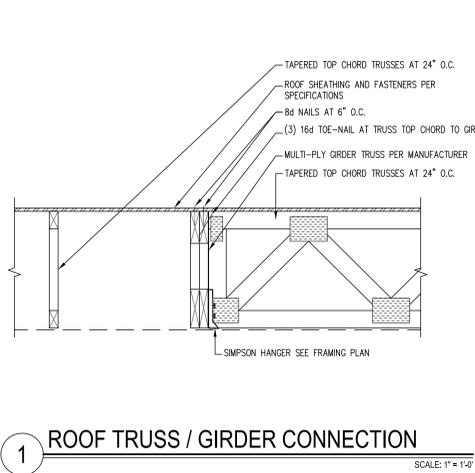 TAPERED TOP CHORD TRUSSES AT 24" O.C.
ROOF SHEATHING AND FASTENERS PER
SPECIFICATIONS
8d NAILS AT 6" O.C.
(3) 16d TOE-NAIL AT TRUSS TOP CHORD TO GIR
MULTI-PLY GIRDER TRUSS PER MANUFACTURER
TAPERED TOP CHORD TRUSSES AT 24" O.C.
SIMPSON HANGER SEE FRAMING PLAN
1 ROOF TRUSS / GIRDER CONNECTION
SCALE: 1" = 1'-0"